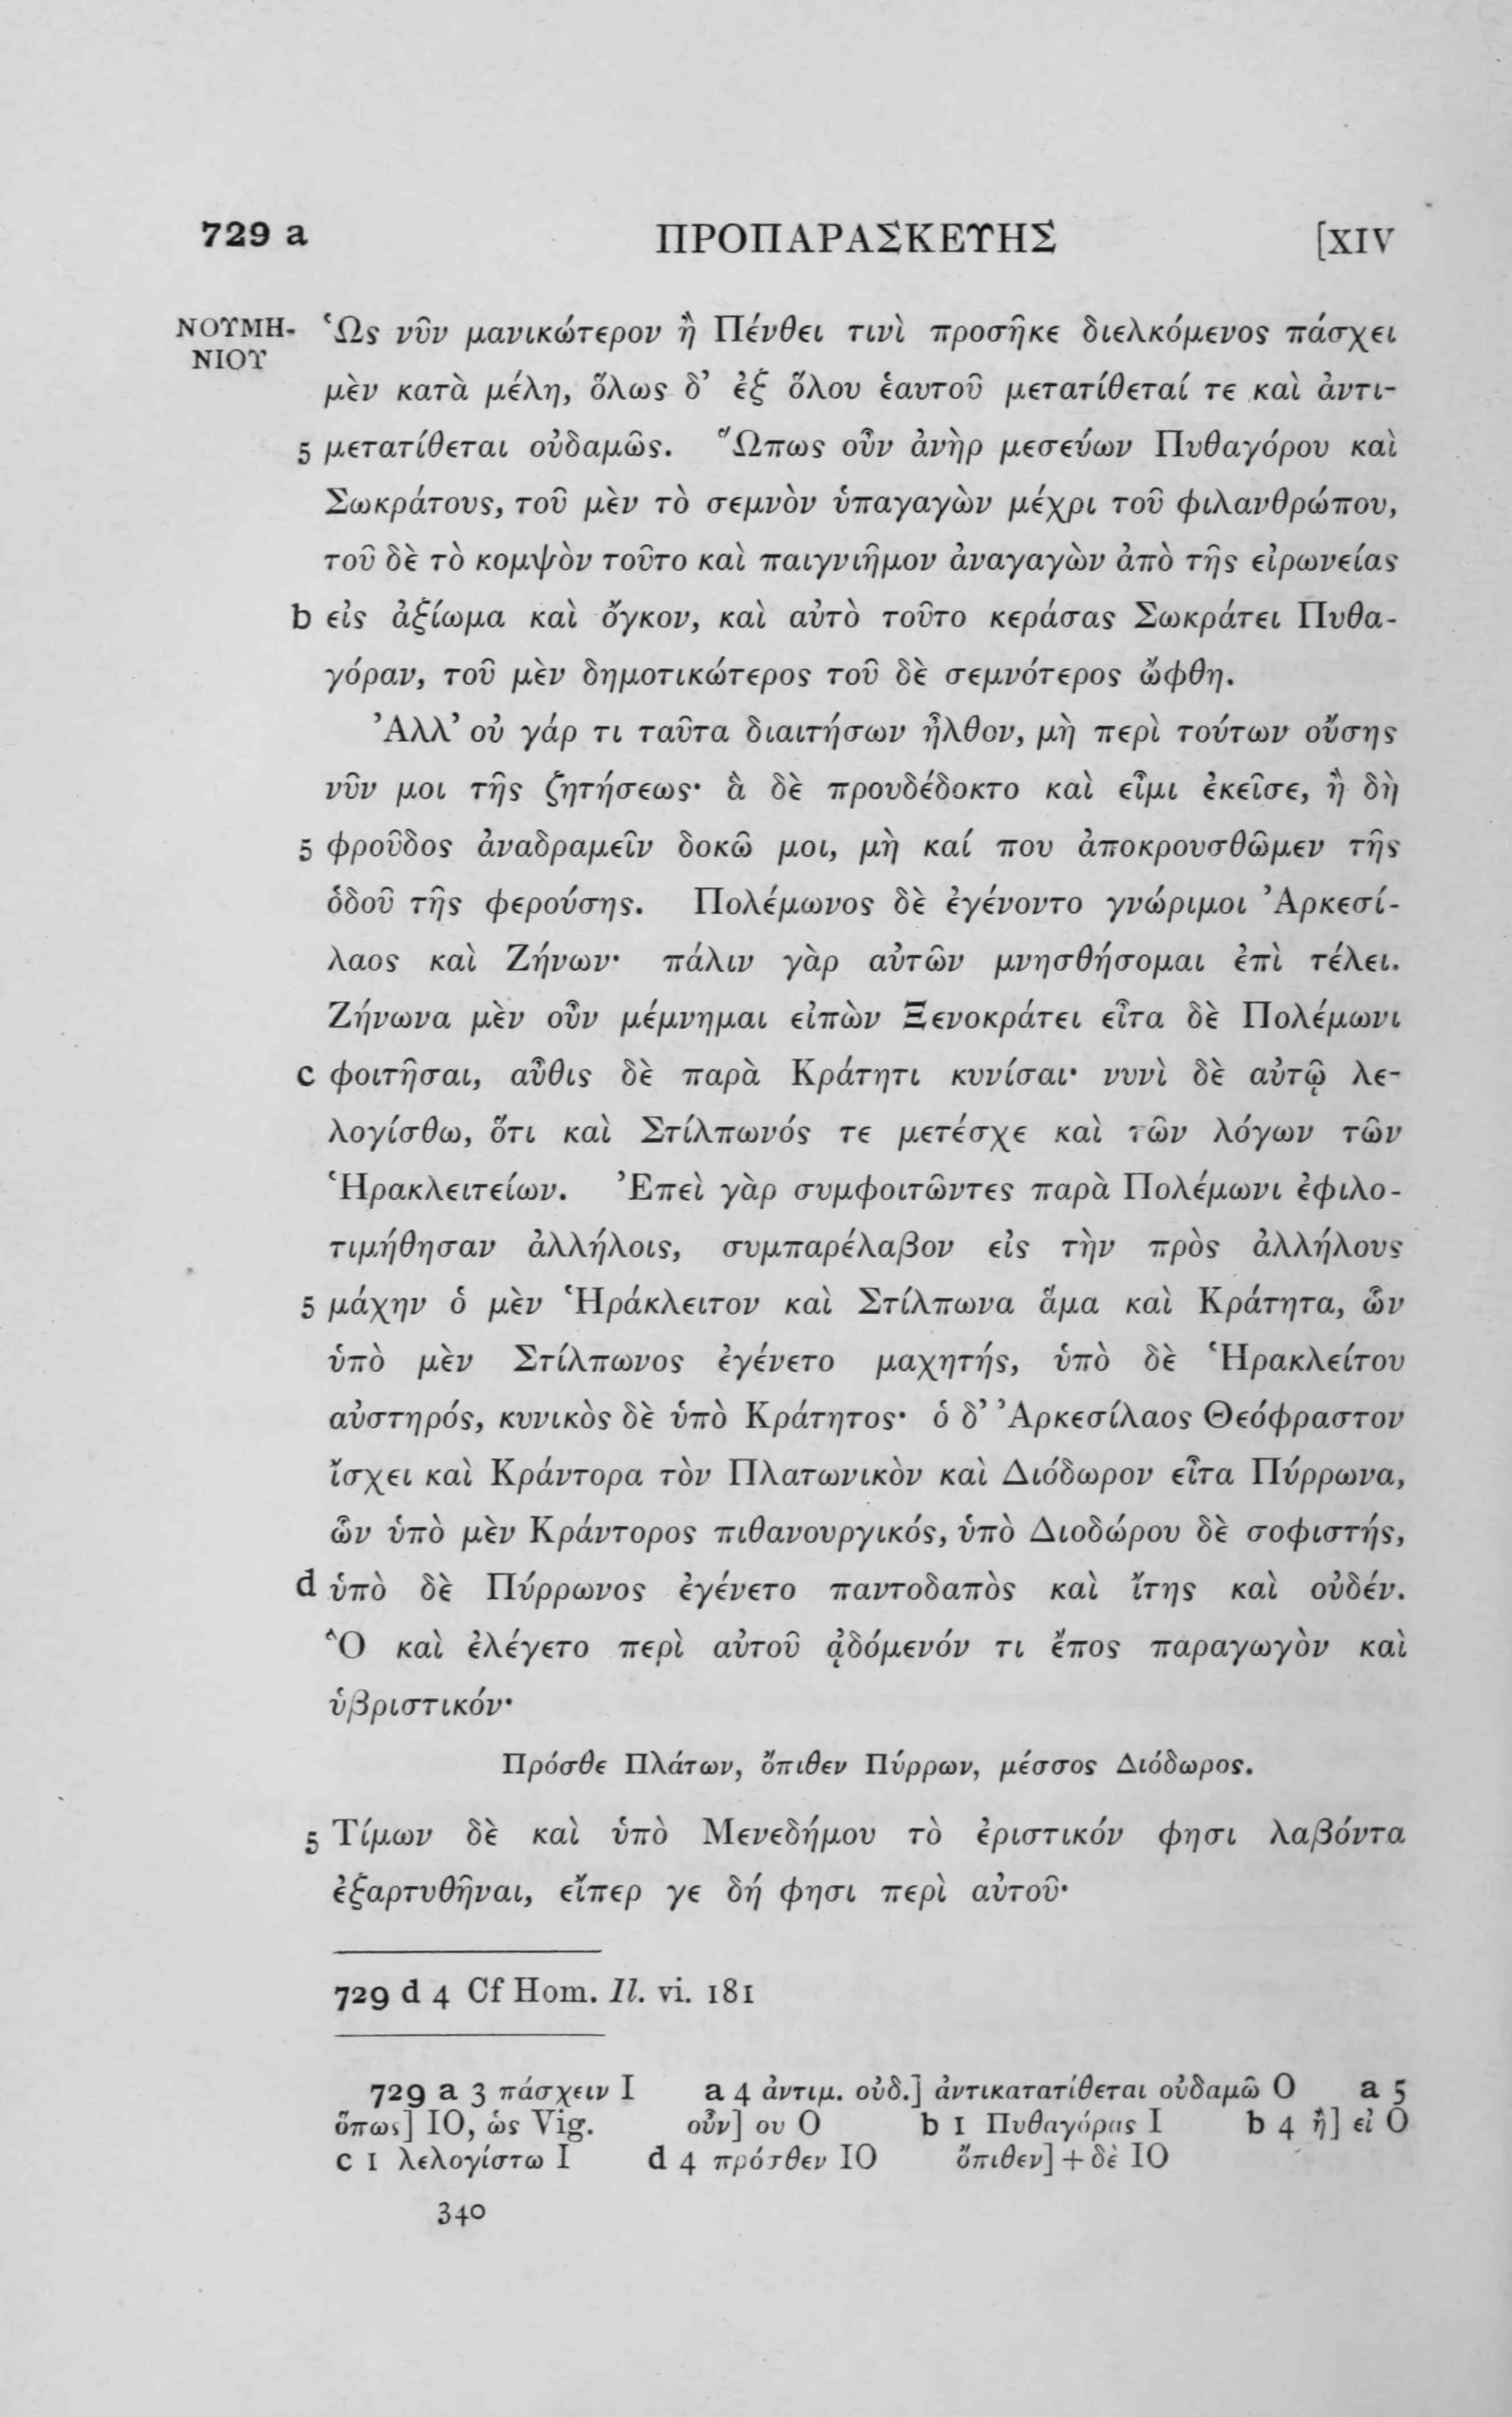 729 a ΠΡΟΠΑΡΑΣΚΕΥΗΣ [XIV
ΝΟΥΜΗ- Ὡς νῦν μανικώτερον ἢ Πένθει τινὶ προσῆκε διελκόμενος πάσχει
ΝΙΟΥ
μὲν κατὰ μέλη, ὅλως δ’ ἐξ ὅλου ἑαυτοῦ μετατίθεταί τε καὶ ἀντι-
5 μετατίθεται οὐδαμῶς. Ὥπως οὖν ἀνὴρ μεσεύων Πυθαγόρου καὶ
Σωκράτους, τοῦ μὲν τὸ σεμνὸν ὑπαγαγὼν μέχρι τοῦ φιλανθρώπου,
τοῦ δὲ τὸ κομψὸν τοῦτο καὶ παιγνιῆμον ἀναγαγὼν ἀπὸ τῆς εἰρωνείας
b εἰς ἀξίωμα καὶ ὄγκον, καὶ αὐτὸ τοῦτο κεράσας Σωκράτει Πυθα-
γόραν, τοῦ μὲν δημοτικώτερος τοῦ δὲ σεμνότερος ὤφθη.
Ἀλλ’ οὐ γάρ τι ταῦτα διαιτήσων ἦλθον, μὴ περὶ τούτων οὔσης
νῦν μοι τῆς ζητήσεως· ἃ δὲ προυδέδοκτο καὶ εἶμι ἐκεῖσε, ἢ δὴ
5 φροῦδος ἀναδραμεῖν δοκῶ μοι, μὴ καί που ἀποκρουσθῶμεν τῆς
ὁδοῦ τῆς φερούσης. Πολέμωνος δὲ ἐγένοντο γνώριμοι Ἀρκεσί-
λαος καὶ Ζήνων· πάλιν γὰρ αὐτῶν μνησθήσομαι ἐπὶ τέλει.
Ζήνωνα μὲν οὖν μέμνημαι εἰπὼν Ξενοκράτει εἶτα δὲ Πολέμωνι
c φοιτῆσαι, αὖθις δὲ παρὰ Κράτητι κυνίσαι· νυνὶ δὲ αὐτῷ λε-
λογίσθω, ὅτι καὶ Στίλπωνός τε μετέσχε καὶ τῶν λόγων τῶν
Ἡρακλειτείων. Ἐπεὶ γὰρ συμφοιτῶντες παρὰ Πολέμωνι ἐφιλο-
τιμήθησαν ἀλλήλοις, συμπαρέλαβον εἰς τὴν πρὸς ἀλλήλους
5 μάχην ὁ μὲν Ἡράκλειτον καὶ Στίλπωνα ἅμα καὶ Κράτητα, ὧν
ὑπὸ μὲν Στίλπωνος ἐγένετο μαχητής, ὑπὸ δὲ Ἡρακλείτου
αὐστηρός, κυνικὸς δὲ ὑπὸ Κράτητος· ὁ δ’ Ἀρκεσίλαος Θεόφραστον
ἴσχει καὶ Κράντορα τὸν Πλατωνικὸν καὶ Διόδωρον εἶτα Πύρρωνα,
ὧν ὑπὸ μὲν Κράντορος πιθανουργικός, ὑπὸ Διοδώρου δὲ σοφιστής,
d ὑπὸ δὲ Πύρρωνος ἐγένετο παντοδαπὸς καὶ ἴτης καὶ οὐδέν.
Ὃ καὶ ἐλέγετο περὶ αὐτοῦ ᾀδόμενόν τι ἔπος παραγωγὸν καὶ
ὑβριστικόν·
Πρόσθε Πλάτων, ὄπιθεν Πύρρων, μέσσος Διόδωρος.
5 Τίμων δὲ καὶ ὑπὸ Μενεδήμου τὸ ἐριστικόν φησι λαβόντα
ἐξαρτυθῆναι, εἴπερ γε δή φησι περὶ αὐτοῦ·
729 d 4 Cf Hom. Il. vi. 181
729 a 3 πάσχειν I a 4 ἀντιμ. οὐδ.] ἀντικατατίθεται οὐδαμῶ O a 5
ὅπως] IO, ὡς Vig. οὖν] ου O b 1 Πυθαγόρας I b 4 ἢ] εἰ O
c 1 λελογίστω I d 4 πρόσθεν IO ὄπιθεν] + δὲ IO
340